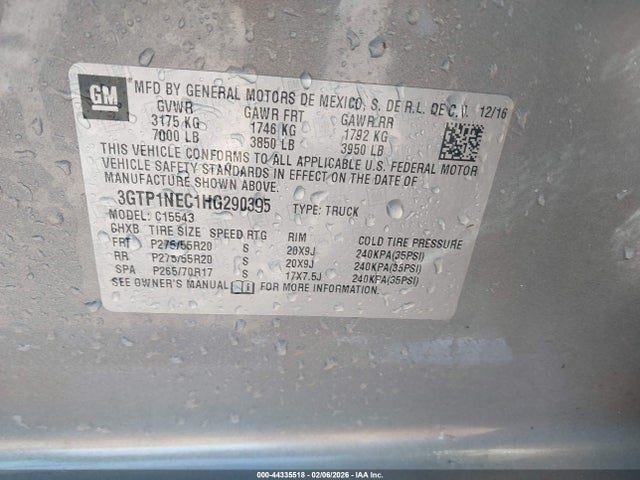 GM
MFD BY GENERAL MOTORS DE MEXICO, S. DE R.L. DE C.V. 12/16
GVWR GAWR FRT GAWR RR
3175 KG 1746 KG 1792 KG
7000 LB 3850 LB 3950 LB
THIS VEHICLE CONFORMS TO ALL APPLICABLE U.S. FEDERAL MOTOR
VEHICLE SAFETY STANDARDS IN EFFECT ON THE DATE OF
MANUFACTURE SHOWN ABOVE.
3GTP1NEC1HG290395 TYPE: TRUCK
MODEL: C15543
GHXB TIRE SIZE SPEED RTG RIM COLD TIRE PRESSURE
FRT P275/55R20 S 20X9J 240KPA(35PSI)
RR P275/55R20 S 20X9J 240KPA(35PSI)
SPA P265/70R17 S 17X7.5J 240KPA(35PSI)
SEE OWNER'S MANUAL FOR MORE INFORMATION.
000-44335518 - 02/06/2026 - IAA Inc.